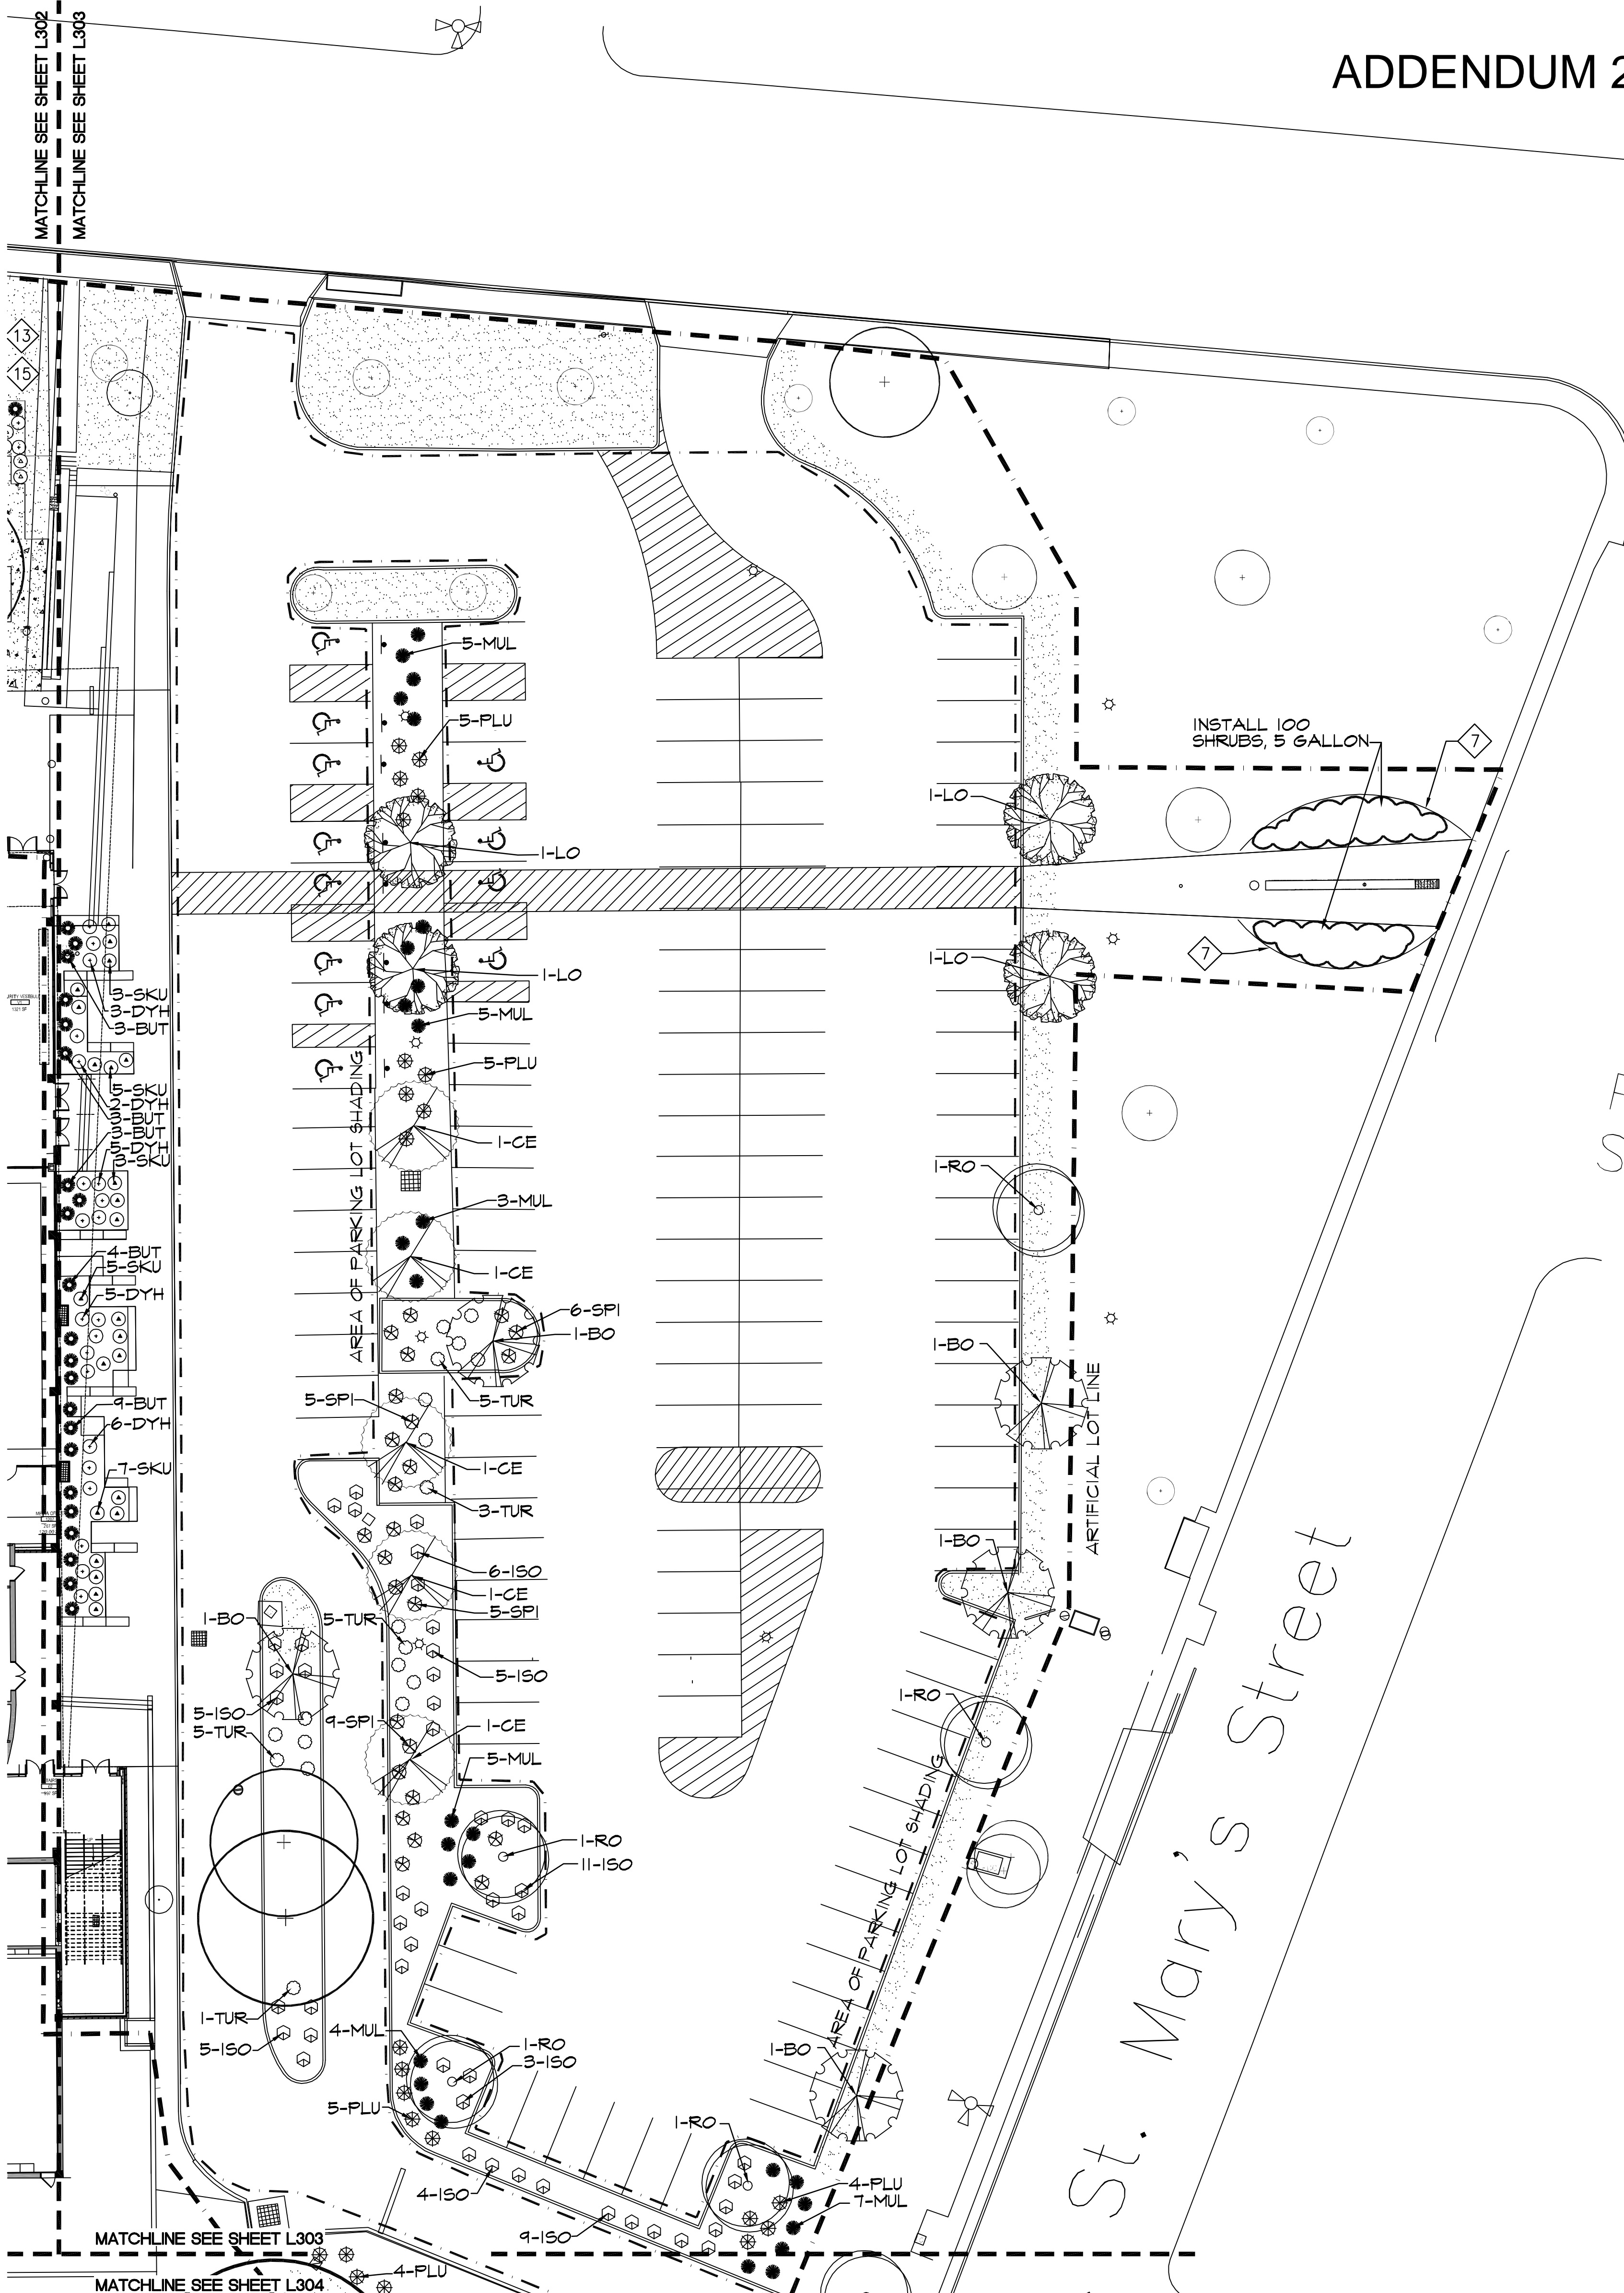 MATCHLINE SEE SHEET L302
MATCHLINE SEE SHEET L303
ADDENDUM 2
13
15
5-MUL
5-PLU
INSTALL 100
SHRUBS, 5 GALLON
7
1-LO
1-LO
1-LO
1-LO
7
3-SKU
3-DYH
3-BUT
5-MUL
5-PLU
5-SKU
2-DYH
3-BUT
3-BUT
5-DYH
3-SKU
1-CE
AREA OF PARKING LOT SHADING
1-RO
3-MUL
4-BUT
5-SKU
5-DYH
1-CE
6-SPI
1-BO
1-BO
5-TUR
5-SPI
9-BUT
6-DYH
ARTIFICIAL LOT LINE
7-SKU
1-CE
3-TUR
1-BO
6-ISO
1-CE
5-SPI
1-BO
5-TUR
5-ISO
1-RO
5-ISO
5-TUR
9-SPI
1-CE
5-MUL
St. Mary's Street
AREA OF PARKING LOT SHADING
1-RO
11-ISO
1-TUR
5-ISO
4-MUL
1-RO
3-ISO
1-BO
5-PLU
1-RO
4-ISO
4-PLU
7-MUL
9-ISO
MATCHLINE SEE SHEET L303
4-PLU
MATCHLINE SEE SHEET L304